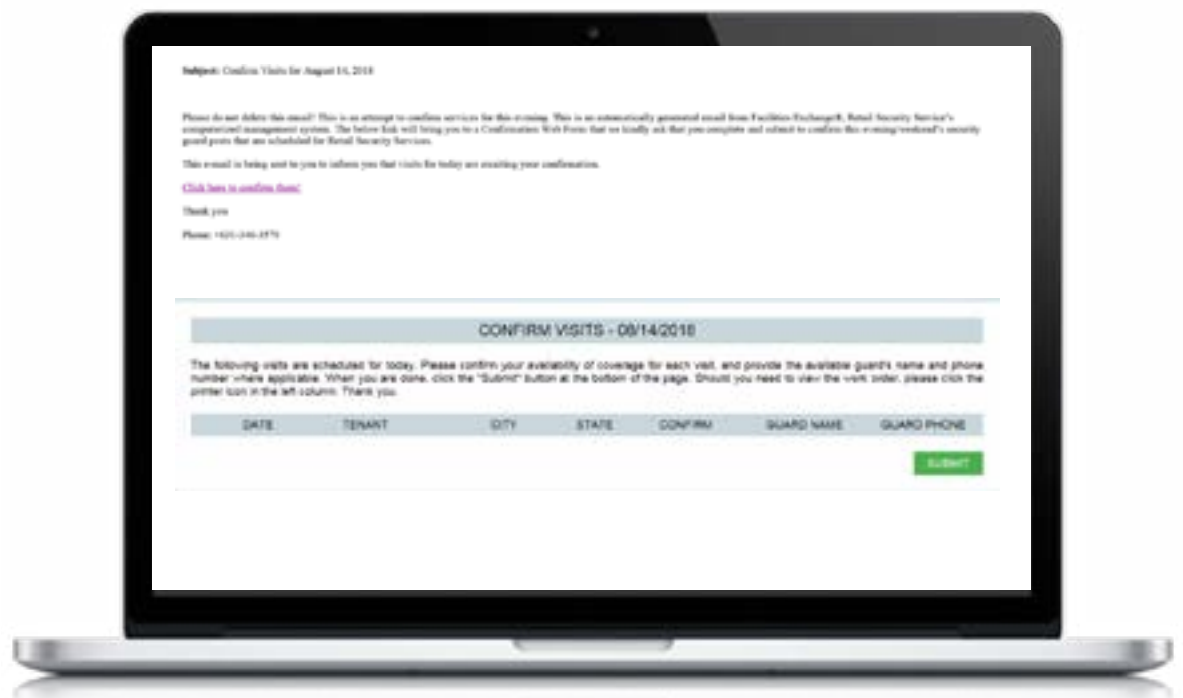 Subject: Confirm Visits for August 14, 2018
Please do not delete this email! This is an attempt to confirm services for this evening. This is an automatically generated email from Facilities Exchange®, Retail Security Service's
computerized management system. The below link will bring you to a Confirmation Web Form that we kindly ask that you complete and submit to confirm this evening/weekend's security
guard posts that are scheduled for Retail Security Services.
This e-mail is being sent to you to inform you that visits for today are awaiting your confirmation.
Click here to confirm them!
Thank you
Phone:
CONFIRM VISITS - 08/14/2018
The following visits are scheduled for today. Please confirm your availability of coverage for each visit, and provide the available guard's name and phone
number where applicable. When you are done, click the "Submit" button at the bottom of the page. Should you need to view the work order, please click the
printer icon in the left column. Thank you.
DATE TENANT CITY STATE CONFIRM GUARD NAME GUARD PHONE
SUBMIT